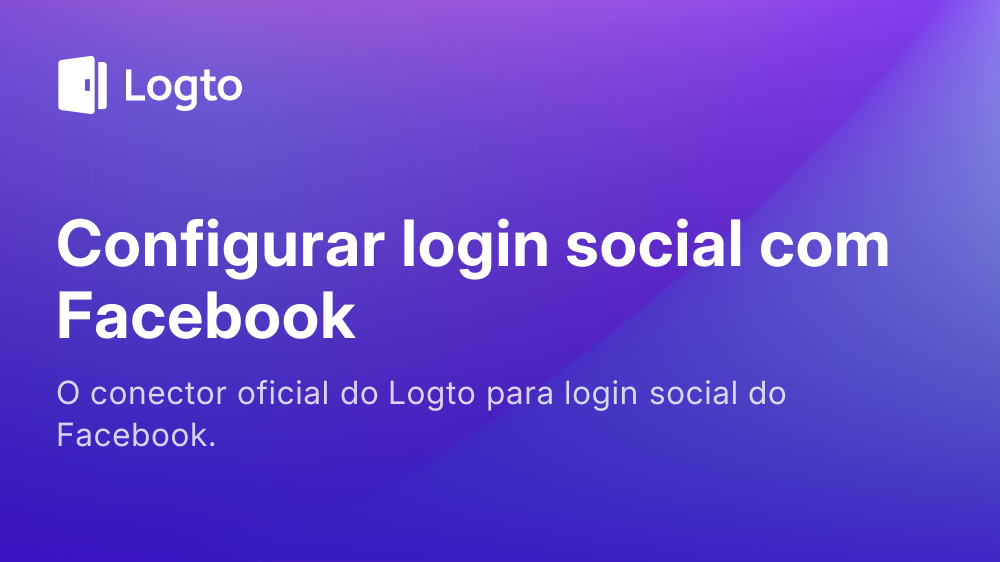 Logto
Configurar login social com
Facebook
O conector oficial do Logto para login social do
Facebook.